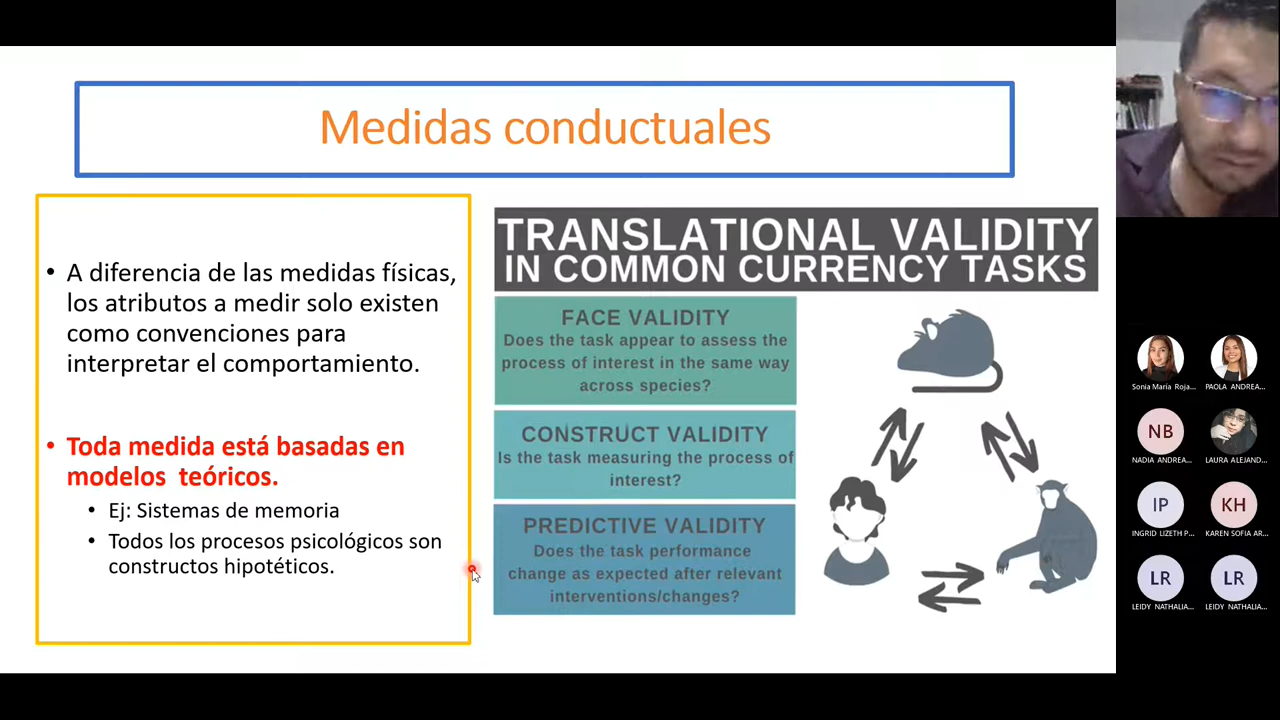 Medidas conductuales
• A diferencia de las medidas físicas,
los atributos a medir solo existen
como convenciones para
interpretar el comportamiento.
• Toda medida está basadas en
modelos teóricos.
• Ej: Sistemas de memoria
• Todos los procesos psicológicos son
constructos hipotéticos.
TRANSLATIONAL VALIDITY
IN COMMON CURRENCY TASKS
FACE VALIDITY
Does the task appear to assess the
process of interest in the same way
across species?
CONSTRUCT VALIDITY
Is the task measuring the process of
interest?
PREDICTIVE VALIDITY
Does the task performance
change as expected after relevant
interventions/changes?
Sonia María Roja...
PAOLA ANDREA...
NB
NADIA ANDREA...
LAURA ALEJAND...
IP
INGRID LIZETH P...
KH
KAREN SOFIA AR...
LR
LEIDY NATHALIA...
LR
LEIDY NATHALIA...